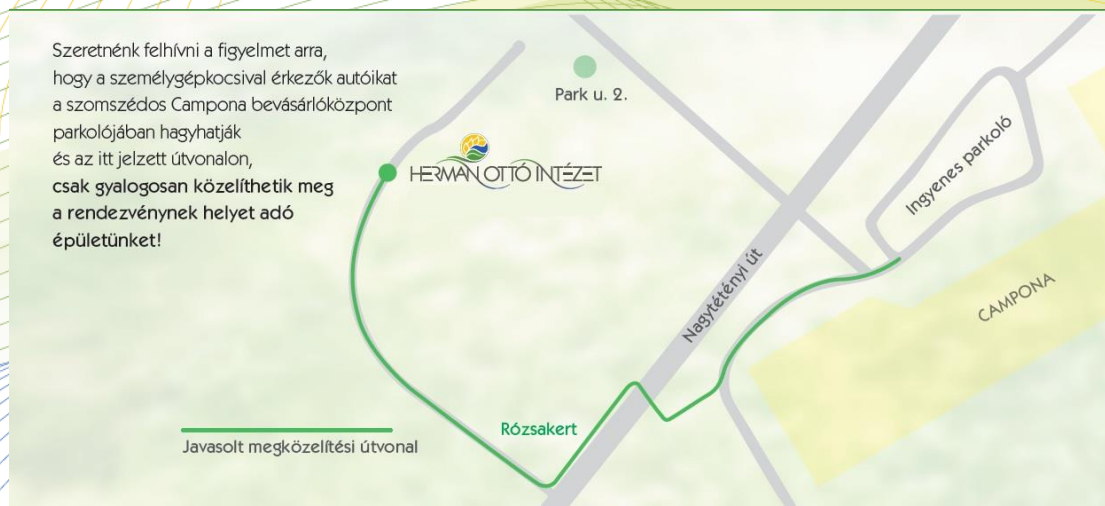 Szeretnénk felhívni a figyelmet arra,
hogy a személygépkocsival érkezők autóikat
a szomszédos Campona bevásárlóközpont
parkolójában hagyhatják
és az itt jelzett útvonalon,
csak gyalogosan közelíthetik meg
a rendezvénynek helyet adó
épületünket!
Park u. 2.
HERMAN OTTÓ INTÉZET
Ingyenes parkoló
Nagytétényi út
CAMPONA
Rózsakert
Javasolt megközelítési útvonal